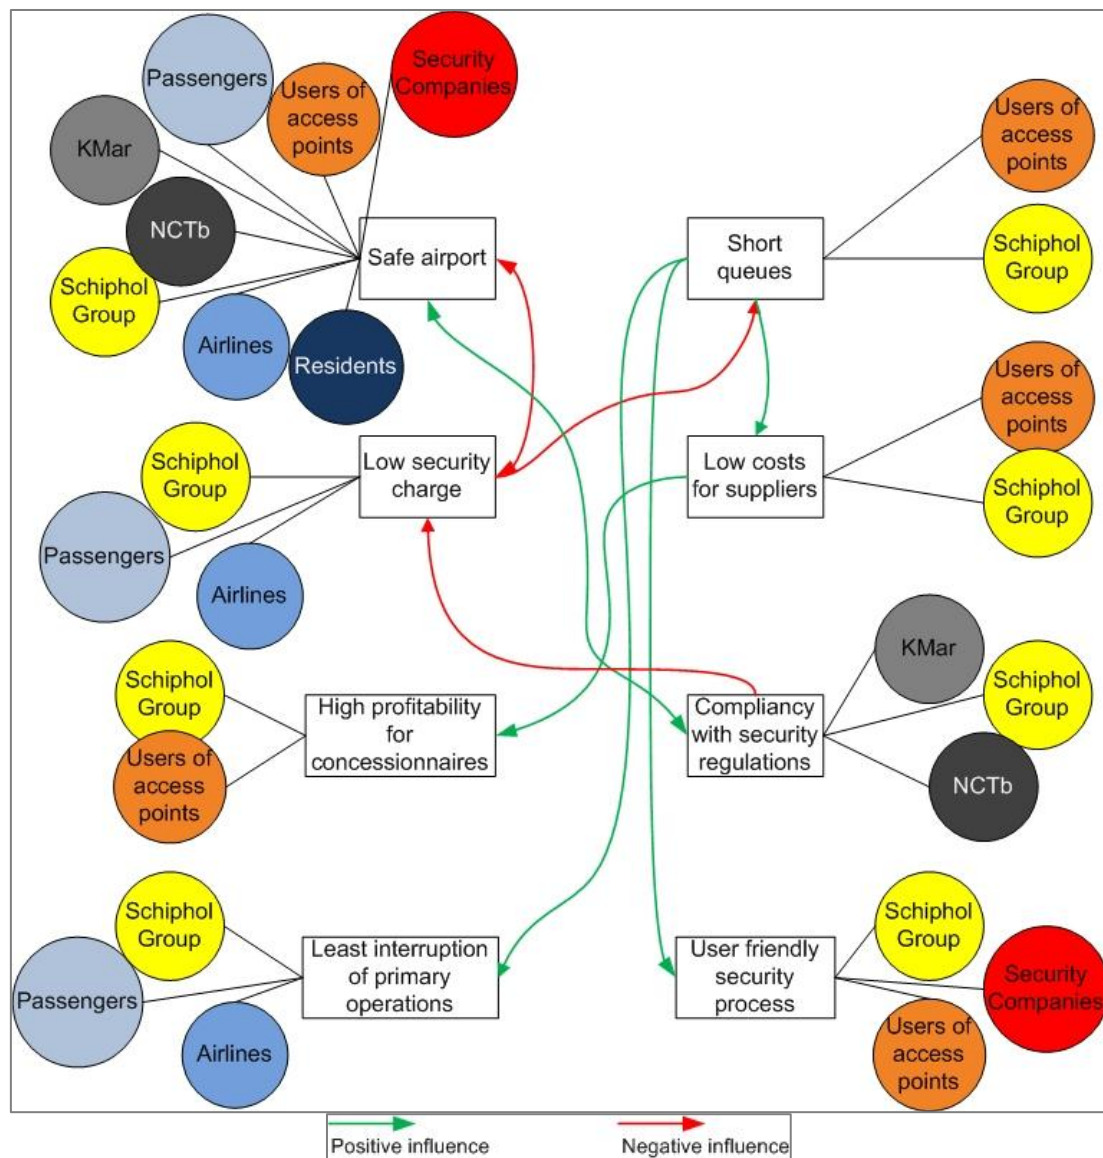 Passengers
Users of
access
points
Security
Companies
KMar
NCTb
Schiphol
Group
Airlines
Residents
Safe airport
Short
queues
Users of
access
points
Schiphol
Group
Schiphol
Group
Passengers
Airlines
Low security
charge
Low costs
for suppliers
Users of
access
points
Schiphol
Group
Schiphol
Group
Users of
access
points
High profitability
for
concessionnaires
Compliancy
with security
regulations
KMar
Schiphol
Group
NCTb
Schiphol
Group
Passengers
Airlines
Least interruption
of primary
operations
User friendly
security
process
Schiphol
Group
Security
Companies
Users of
access
points
Positive influence
Negative influence